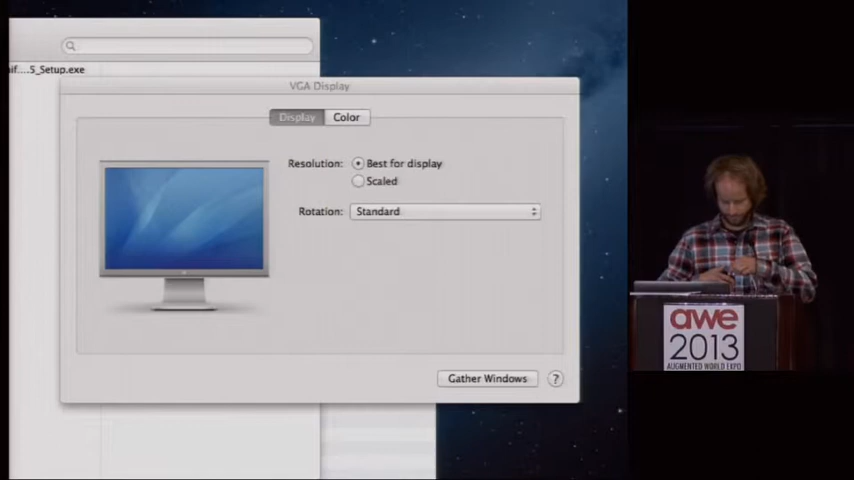 if....5_Setup.exe
VGA Display
Display Color
Resolution: Best for display
Scaled
Rotation: Standard
Gather Windows ?
awe
2013
AUGMENTED WORLD EXPO